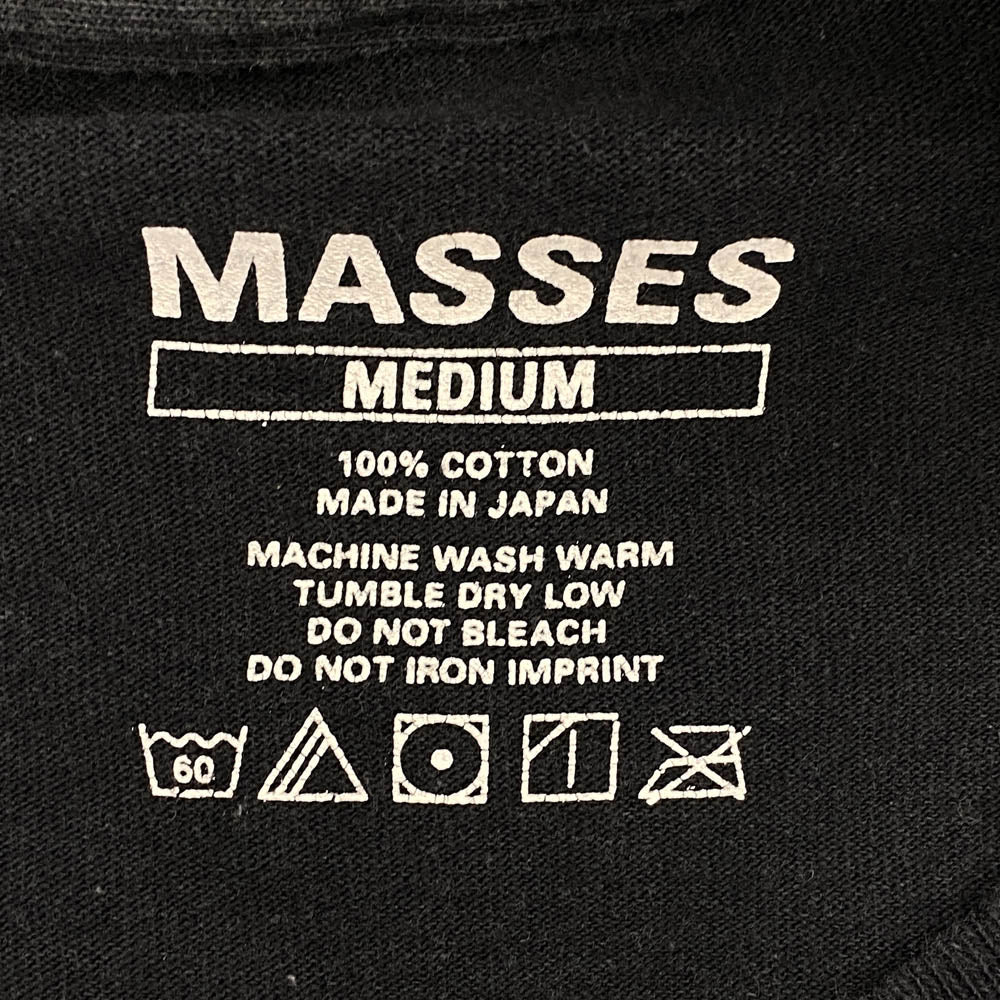 MASSES
MEDIUM
100% COTTON
MADE IN JAPAN
MACHINE WASH WARM
TUMBLE DRY LOW
DO NOT BLEACH
DO NOT IRON IMPRINT
60